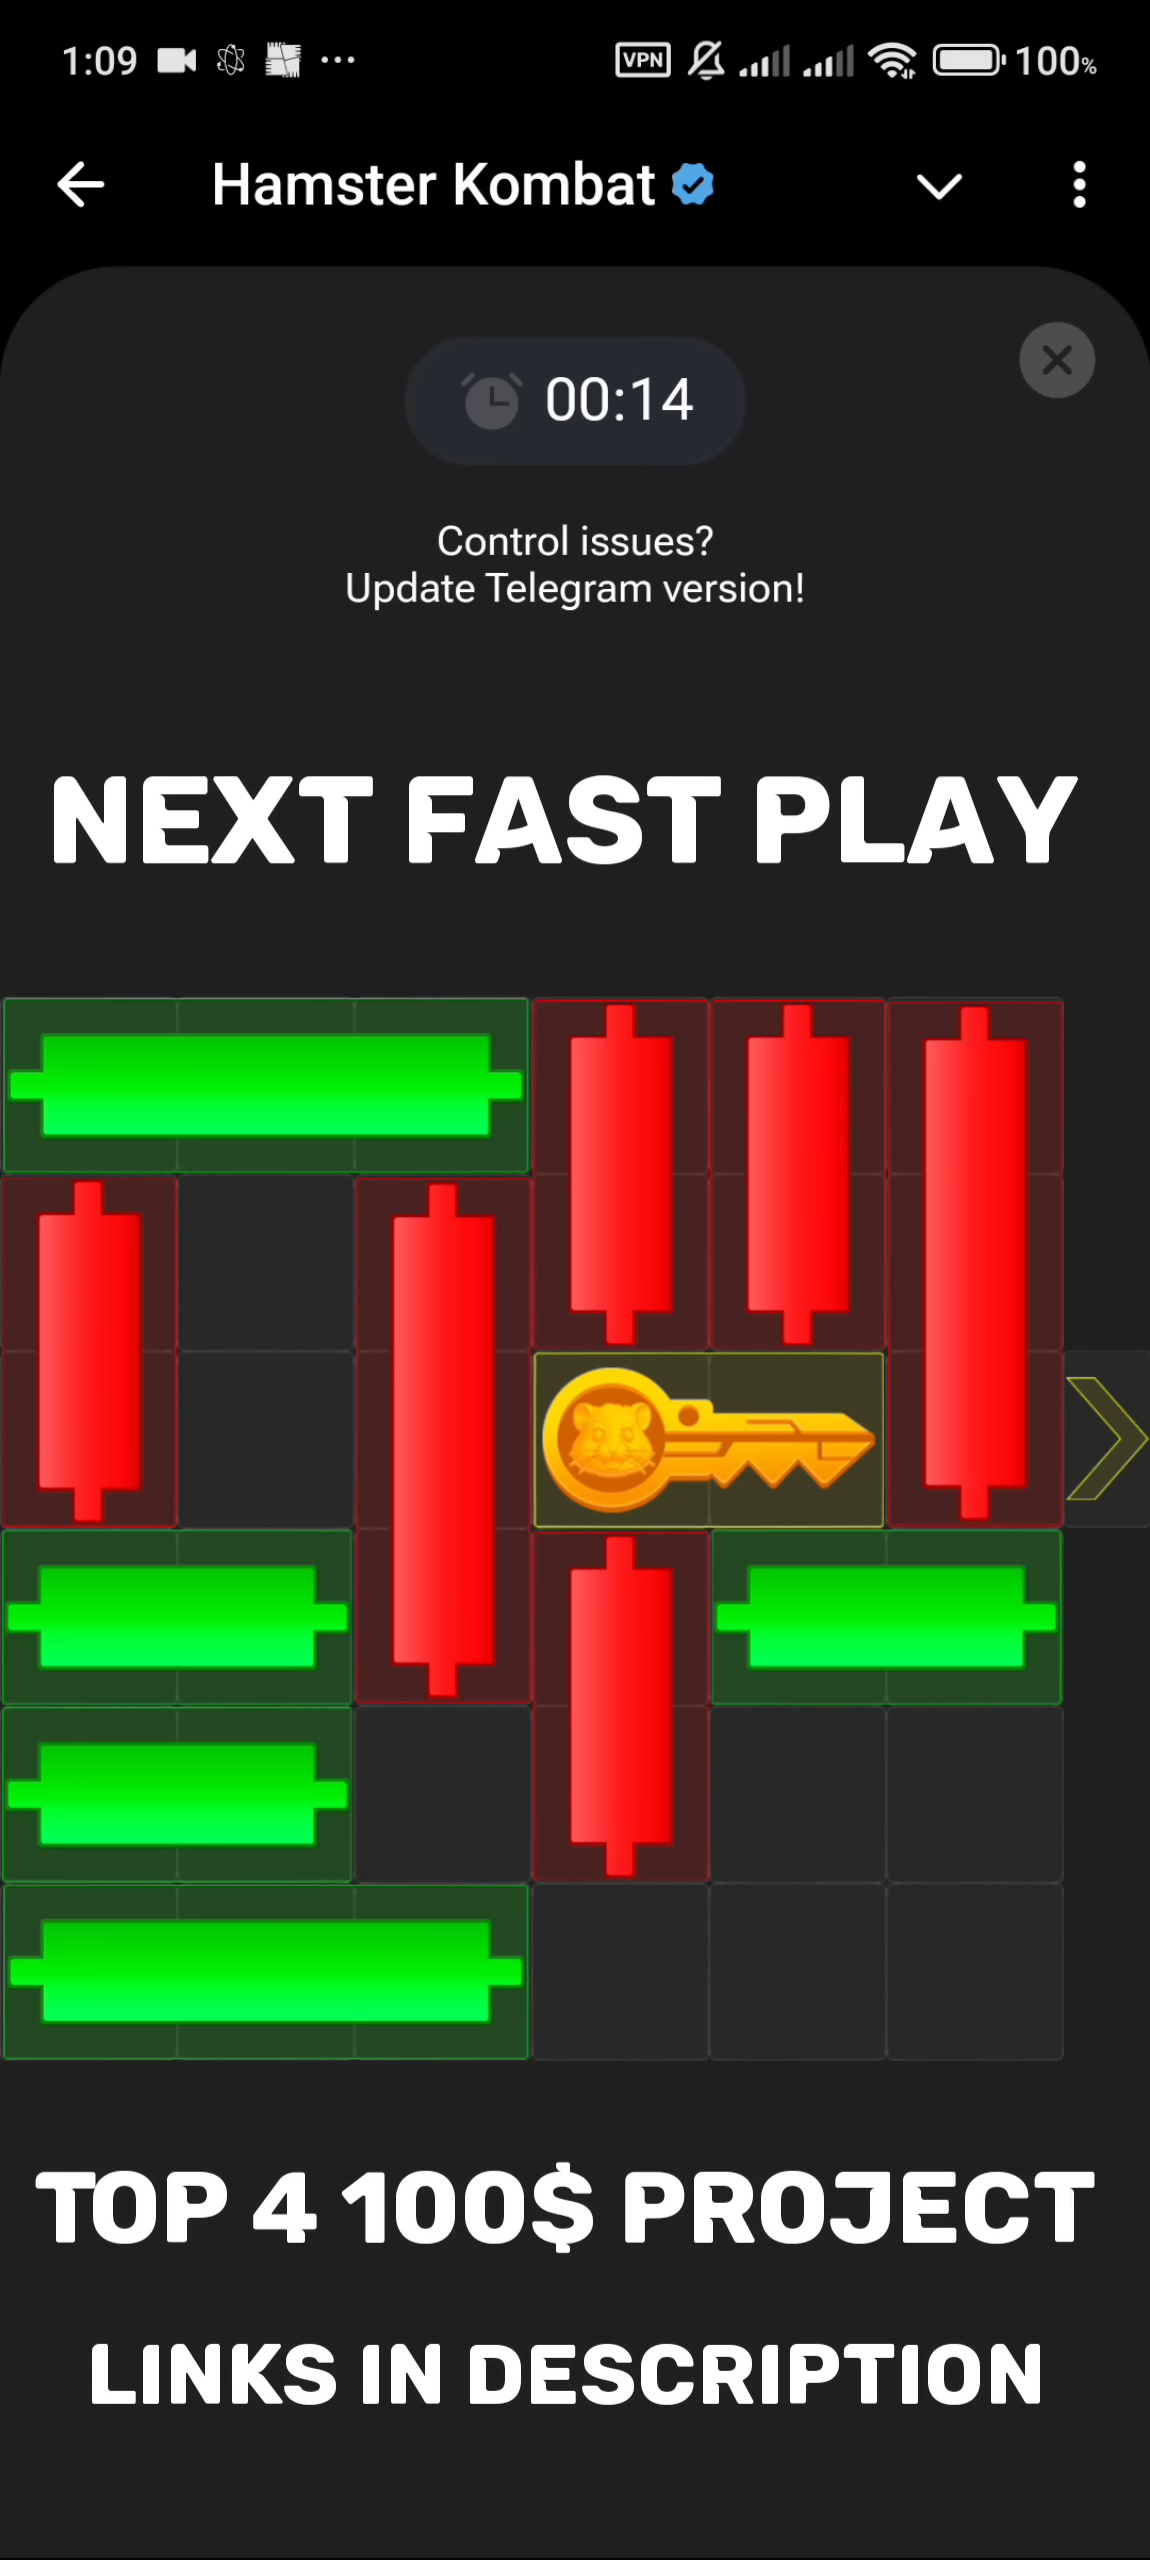 1:09
VPN
100%
Hamster Kombat
00:14
Control issues?
Update Telegram version!
NEXT FAST PLAY
TOP 4 100$ PROJECT
LINKS IN DESCRIPTION